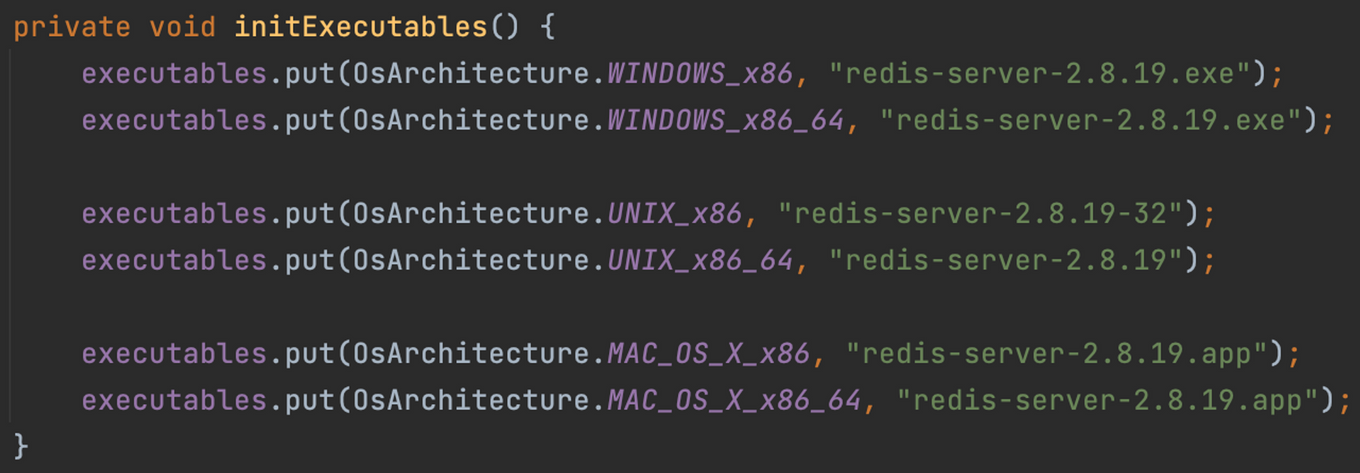 private void initExecutables() {
    executables.put(OsArchitecture.WINDOWS_x86, "redis-server-2.8.19.exe");
    executables.put(OsArchitecture.WINDOWS_x86_64, "redis-server-2.8.19.exe");

    executables.put(OsArchitecture.UNIX_x86, "redis-server-2.8.19-32");
    executables.put(OsArchitecture.UNIX_x86_64, "redis-server-2.8.19");

    executables.put(OsArchitecture.MAC_OS_X_x86, "redis-server-2.8.19.app");
    executables.put(OsArchitecture.MAC_OS_X_x86_64, "redis-server-2.8.19.app");
}